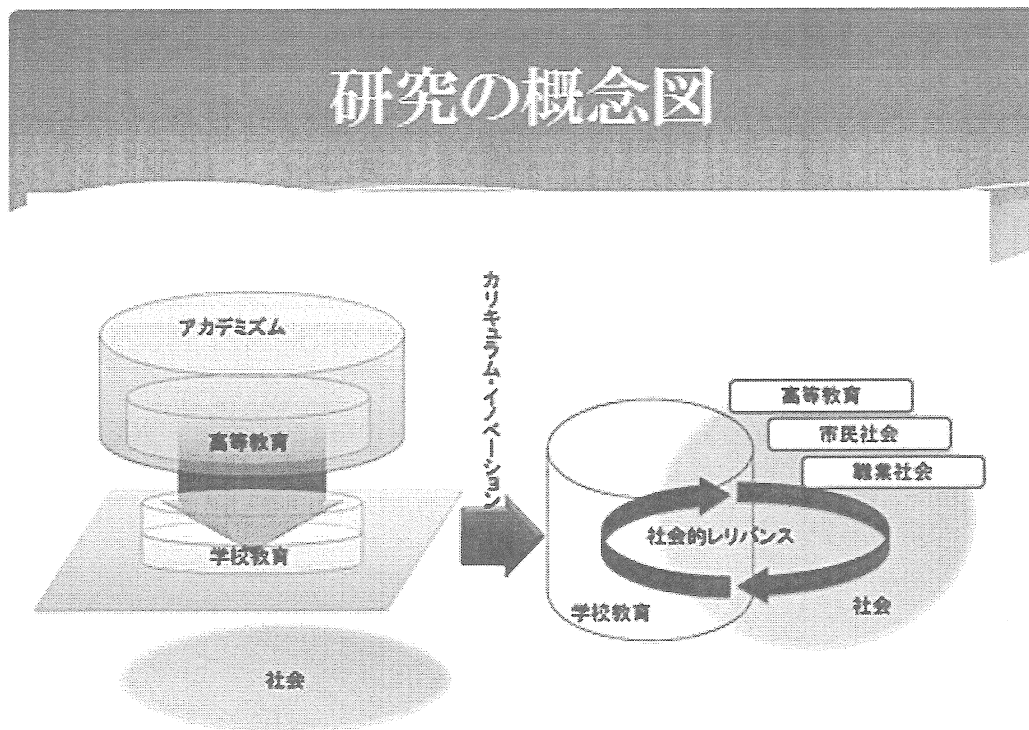 研究の概念図
アカデミズム
高等教育
学校教育
社会
カリキュラム・イノベーション
高等教育
市民社会
職業社会
社会的レリバンス
学校教育
社会